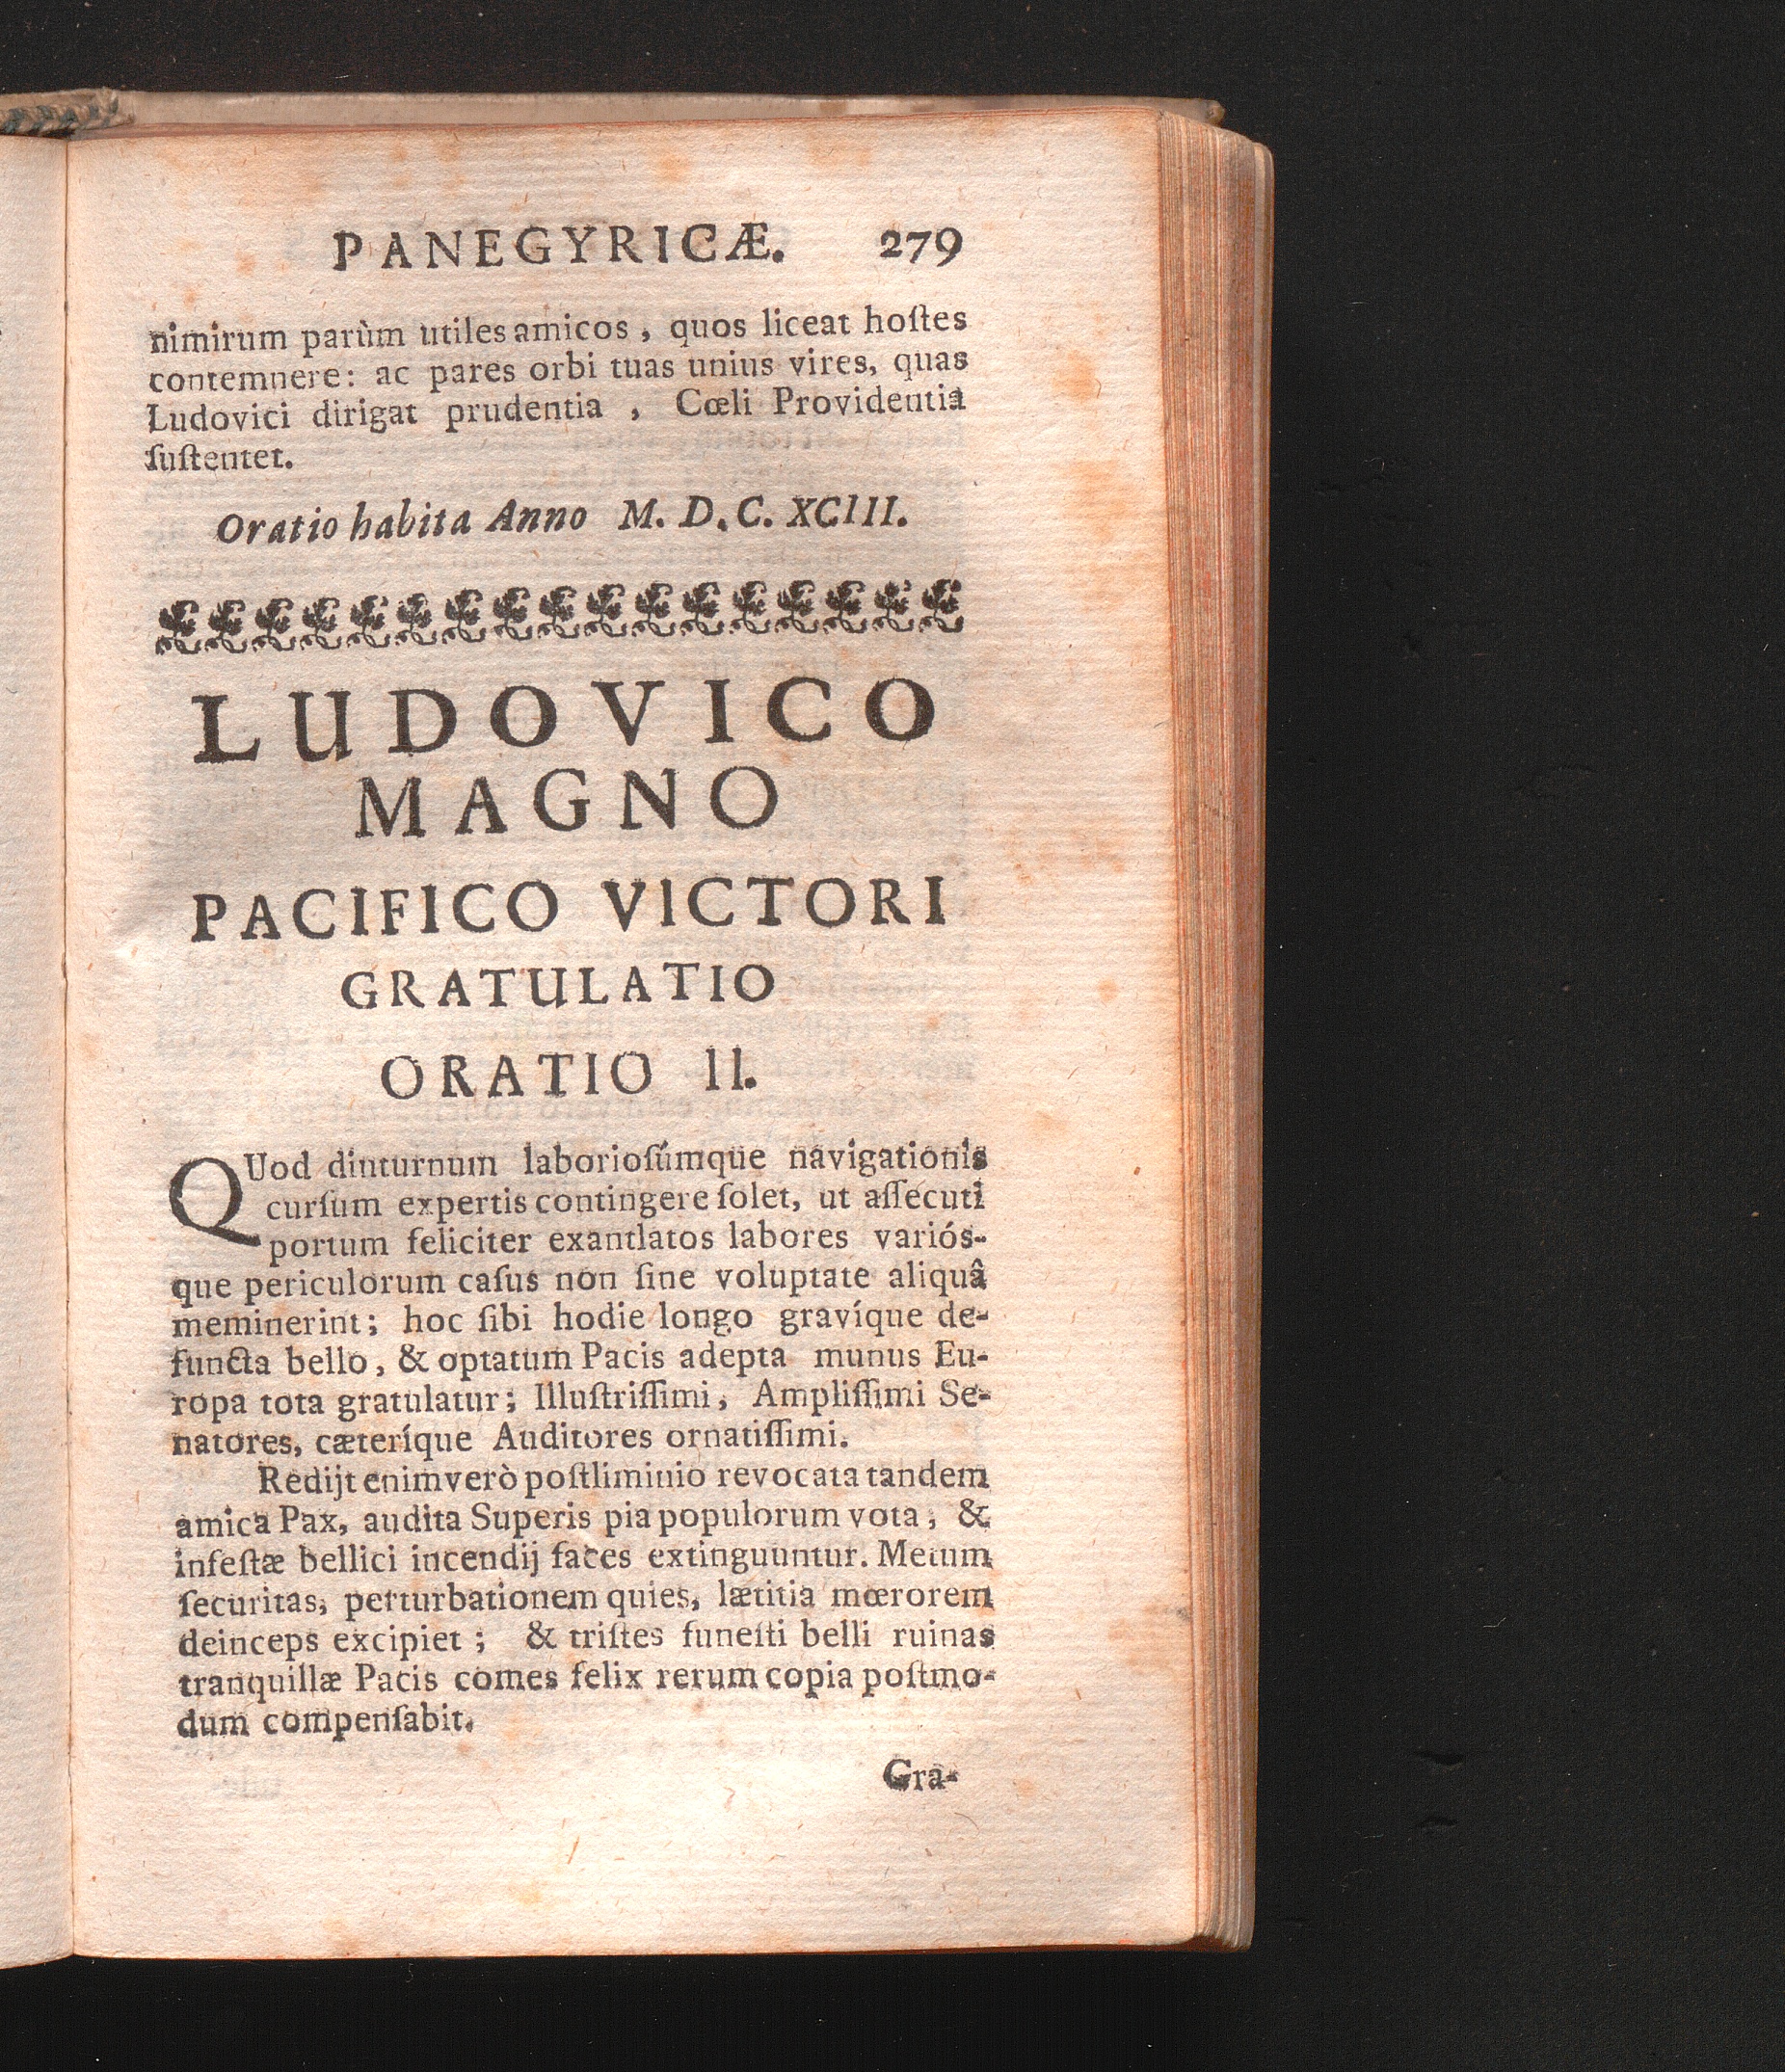 PANEGYRICÆ. 279
nimirum parùm utiles amicos, quos liceat hoſtes
contemnere: ac pares orbi tuas unius vires, quas
Ludovici dirigat prudentia, Cœli Providentia
ſuſtentet.
Oratio habita Anno M. D. C. XCIII.
LUDOVICO
MAGNO
PACIFICO VICTORI
GRATULATIO
ORATIO II.
QUod diuturnum laborioſúmque navigationis
curſum expertis contingere ſolet, ut aſſecuti
portum feliciter exantlatos labores variós-
que periculorum caſus non ſine voluptate aliquâ
meminerint; hoc ſibi hodie longo gravíque de-
functa bello, & optatum Pacis adepta munus Eu-
ropa tota gratulatur; Illuſtriſſimi, Ampliſſimi Se-
natores, cæteríque Auditores ornatiſſimi.
Redijt enimverò poſtliminio revocata tandem
amica Pax, audita Superis pia populorum vota, &
infeſtæ bellici incendij faces extinguuntur. Metum
ſecuritas, perturbationem quies, lætitia mœrorem
deinceps excipiet; & triſtes funeſti belli ruinas
tranquillæ Pacis comes felix rerum copia poſtmo-
dum compenſabit.
Gra-